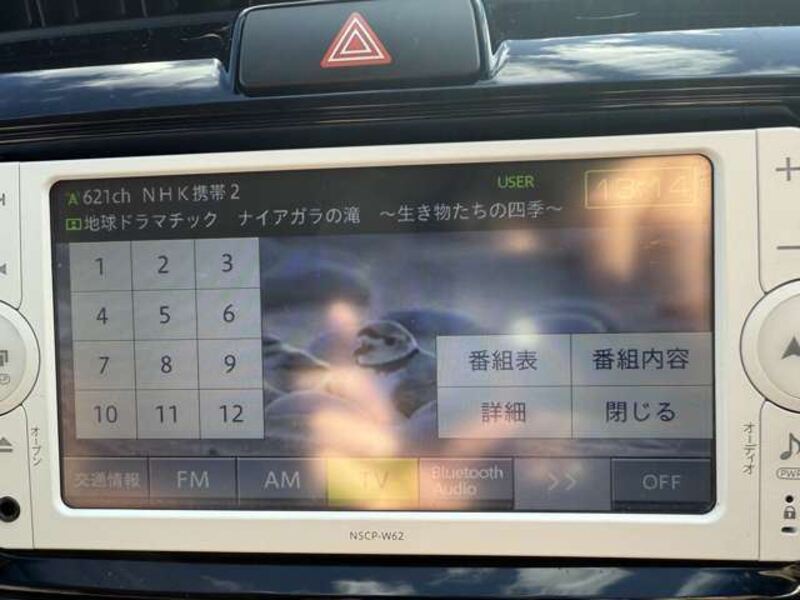 621ch NHK携帯2
USER
13:14
地球ドラマチック ナイアガラの滝 ～生き物たちの四季～
1 2 3
4 5 6
7 8 9
10 11 12
番組表 番組内容
詳細 閉じる
オープン
オーディオ
交通情報 FM AM TV Bluetooth Audio >> OFF
PWR
NSCP-W62